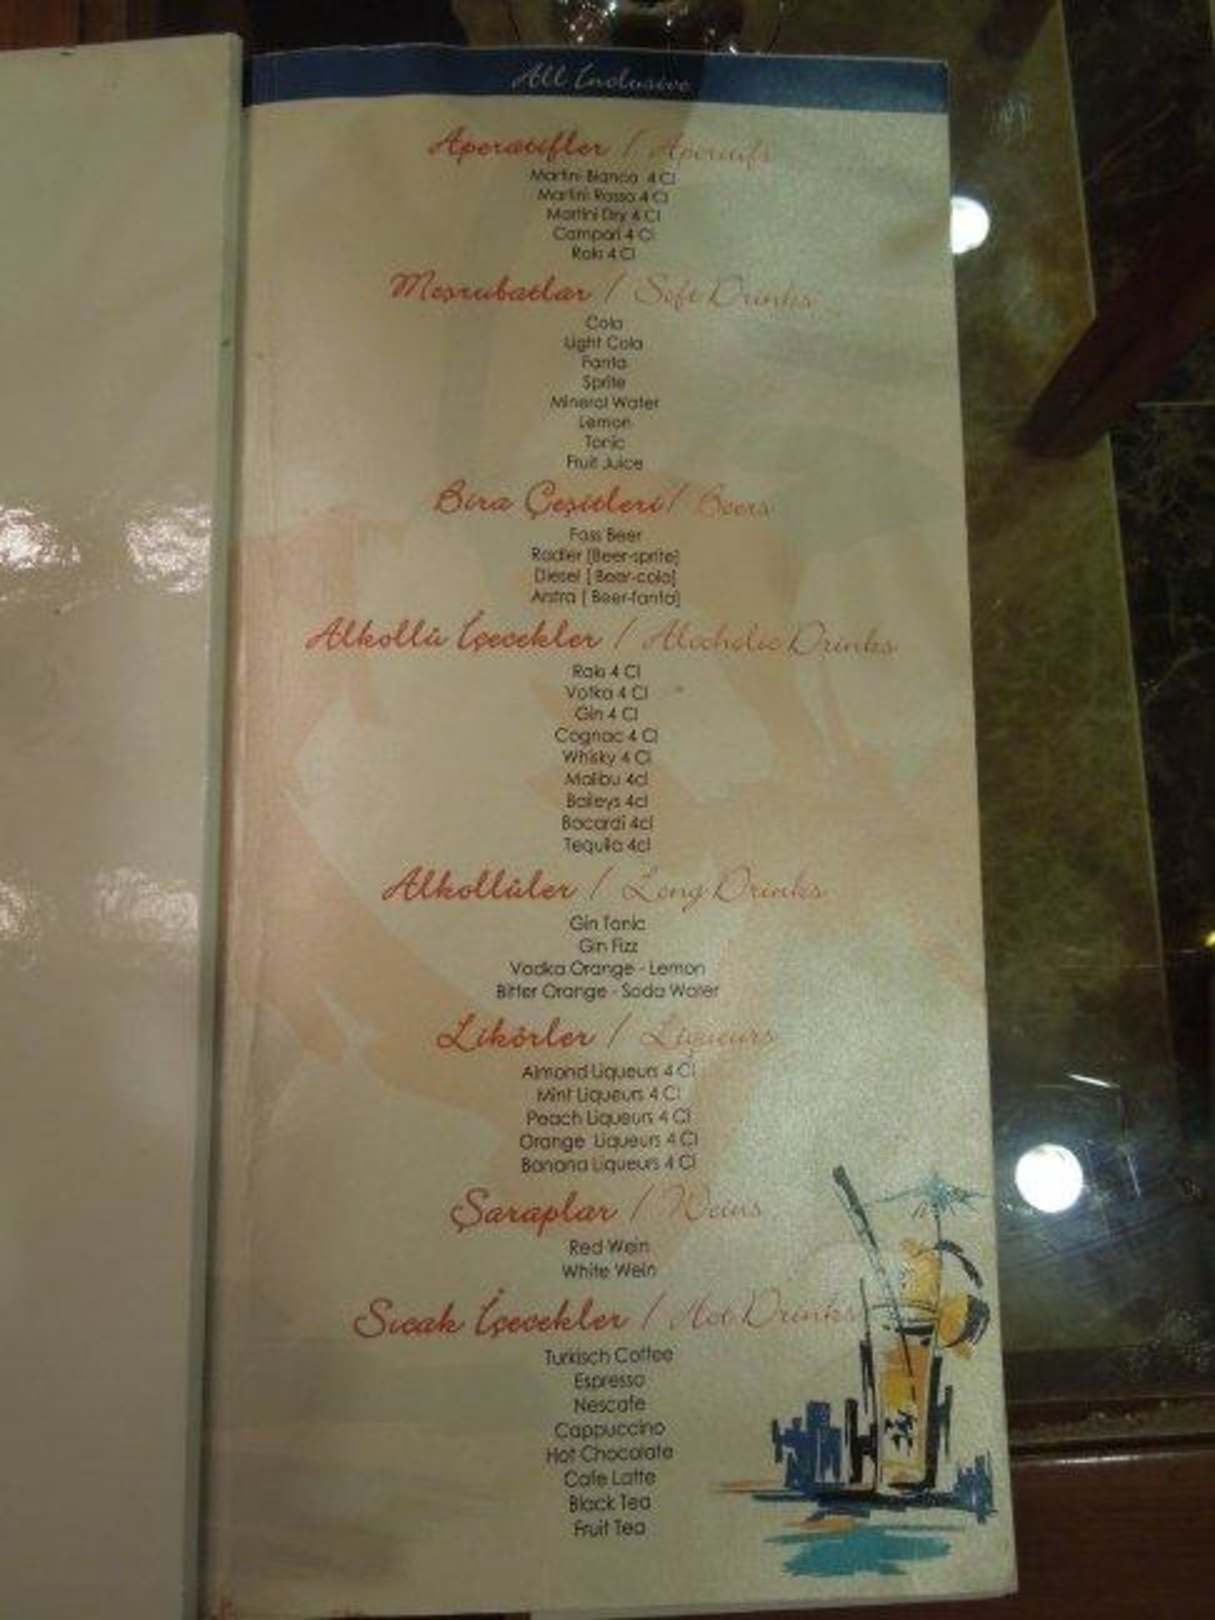 All Inclusive
Aperatifler / Aperitifs
Martini Bianco 4 Cl
Martini Rosso 4 Cl
Martini Dry 4 Cl
Campari 4 Cl
Rakı 4 Cl
Meşrubatlar / Soft Drinks
Cola
Light Cola
Fanta
Sprite
Mineral Water
Lemon
Tonic
Fruit Juice
Bira Çeşitleri / Beers
Fass Beer
Radler [Beer-sprite]
Diesel [ Beer-cola]
Arstra [ Beer-fanta]
Alkollü İçecekler / Alcoholic Drinks
Rakı 4 Cl
Votka 4 Cl
Gin 4 Cl
Cognac 4 Cl
Whisky 4 Cl
Malibu 4cl
Baileys 4cl
Bacardi 4cl
Tequila 4cl
Alkollüler / Long Drinks
Gin Tonic
Gin Fizz
Vodka Orange - Lemon
Bitter Orange - Soda Water
Likörler / Liqueurs
Almond Liqueurs 4 Cl
Mint Liqueurs 4 Cl
Peach Liqueurs 4 Cl
Orange Liqueurs 4 Cl
Banana Liqueurs 4 Cl
Şaraplar / Weins
Red Wein
White Wein
Sıcak İçecekler / Hot Drinks
Turkisch Coffee
Espresso
Nescafe
Cappuccino
Hot Chocolate
Cafe Latte
Black Tea
Fruit Tea